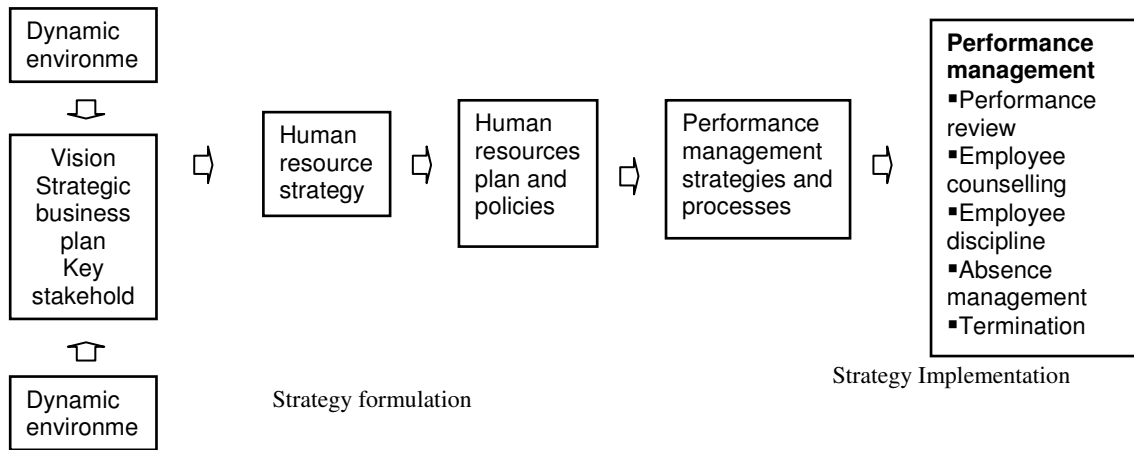 Dynamic
environme
Vision
Strategic
business
plan
Key
stakehold
Dynamic
environme
Human
resource
strategy
Human
resources
plan and
policies
Performance
management
strategies and
processes
Performance
management
▪Performance
review
▪Employee
counselling
▪Employee
discipline
▪Absence
management
▪Termination
Strategy formulation
Strategy Implementation